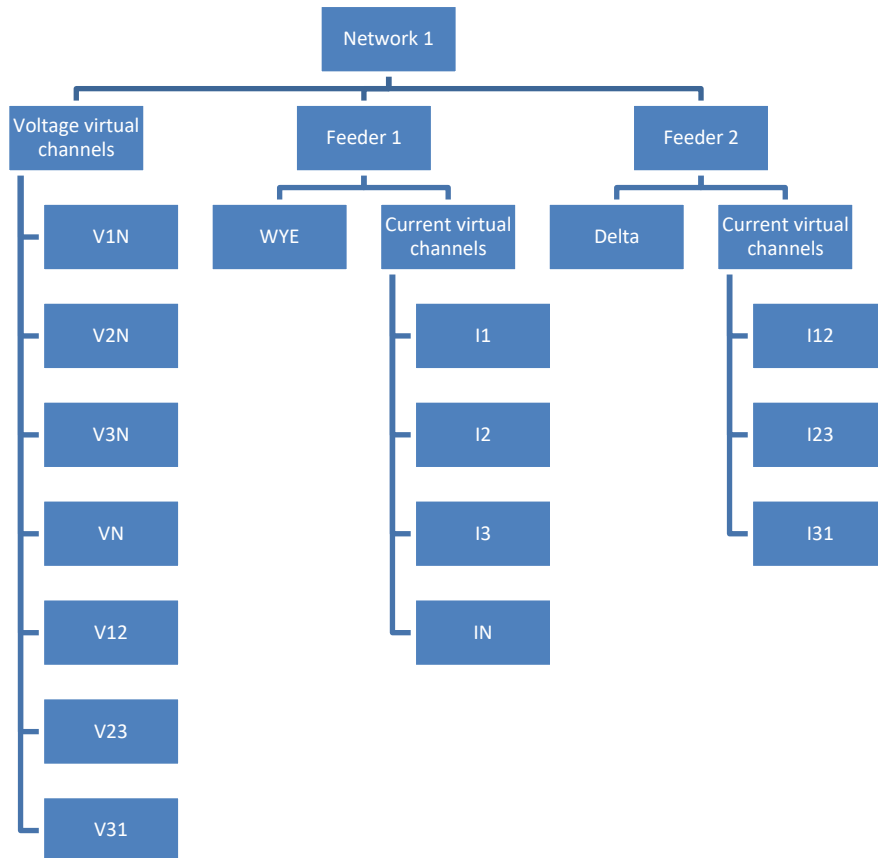 Network 1
Voltage virtual
channels
Feeder 1
Feeder 2
V1N
WYE
Current virtual
channels
Delta
Current virtual
channels
V2N
I1
I12
V3N
I2
I23
VN
I3
I31
V12
IN
V23
V31